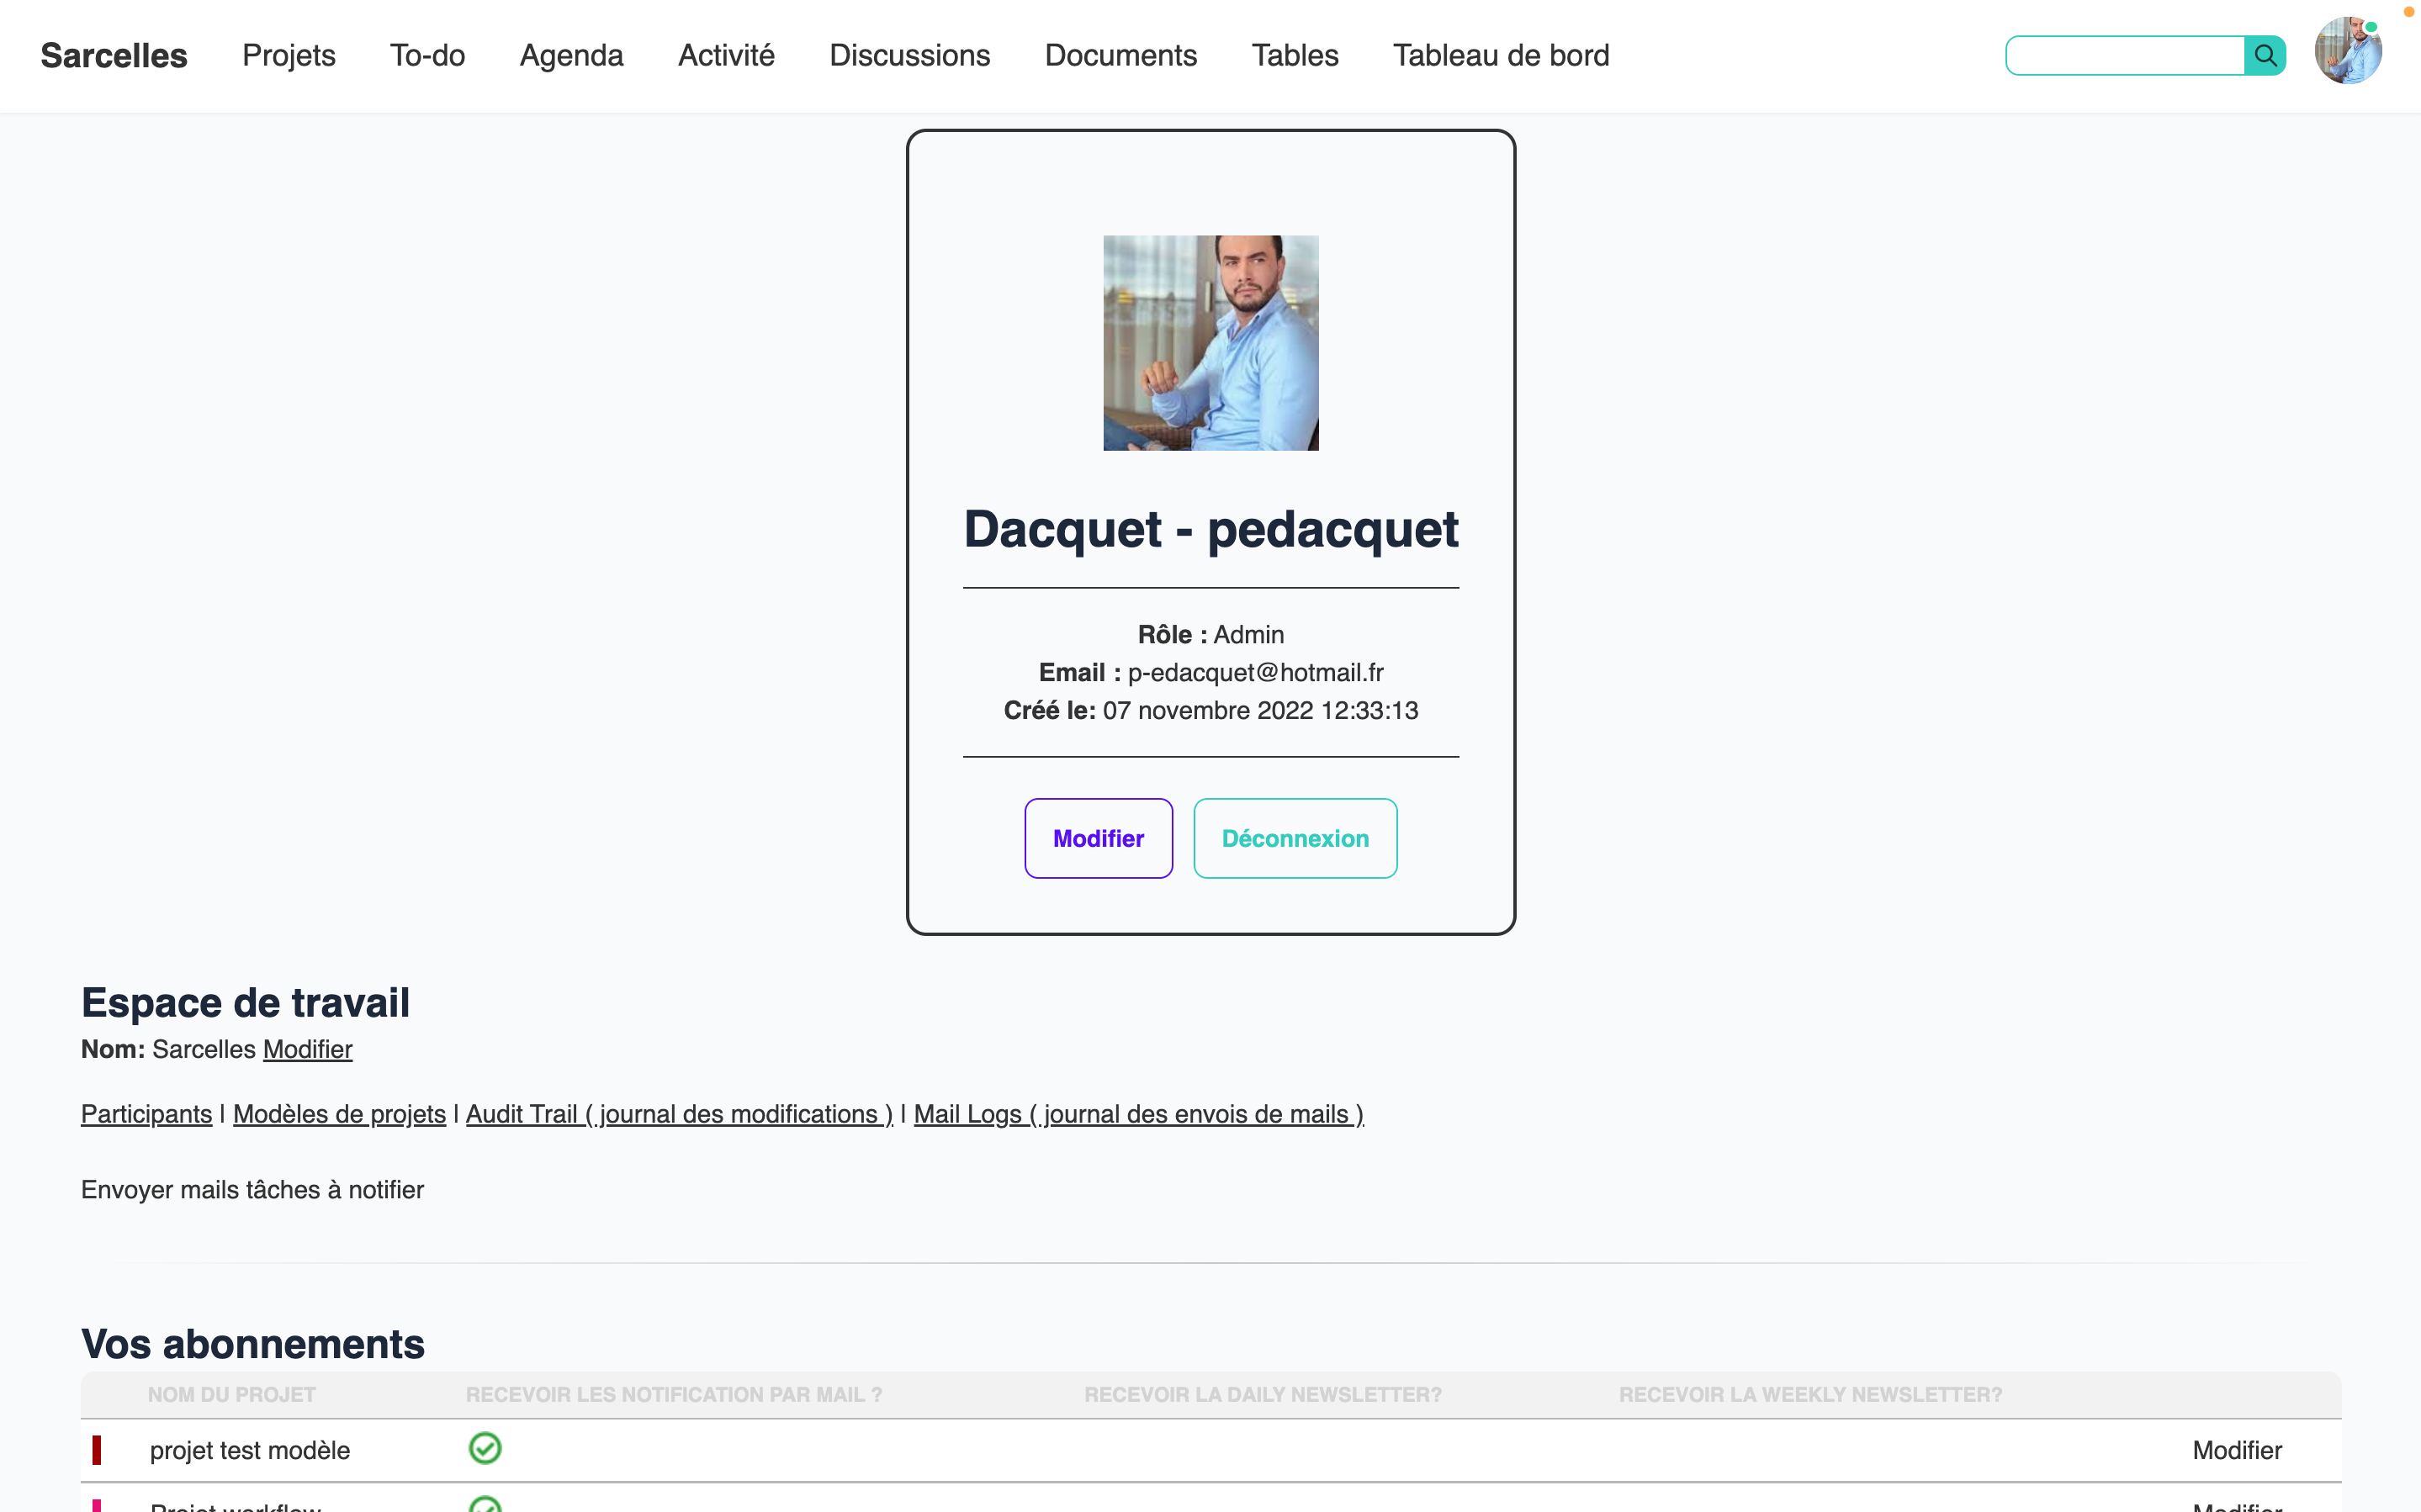 Sarcelles Projets To-do Agenda Activité Discussions Documents Tables Tableau de bord
Dacquet - pedacquet
Rôle : Admin
Email : p-edacquet@hotmail.fr
Créé le: 07 novembre 2022 12:33:13
Modifier Déconnexion
Espace de travail
Nom: Sarcelles Modifier
Participants | Modèles de projets | Audit Trail ( journal des modifications ) | Mail Logs ( journal des envois de mails )
Envoyer mails tâches à notifier
Vos abonnements
NOM DU PROJET RECEVOIR LES NOTIFICATION PAR MAIL ? RECEVOIR LA DAILY NEWSLETTER? RECEVOIR LA WEEKLY NEWSLETTER?
projet test modèle Modifier
Projet workflow Modifier